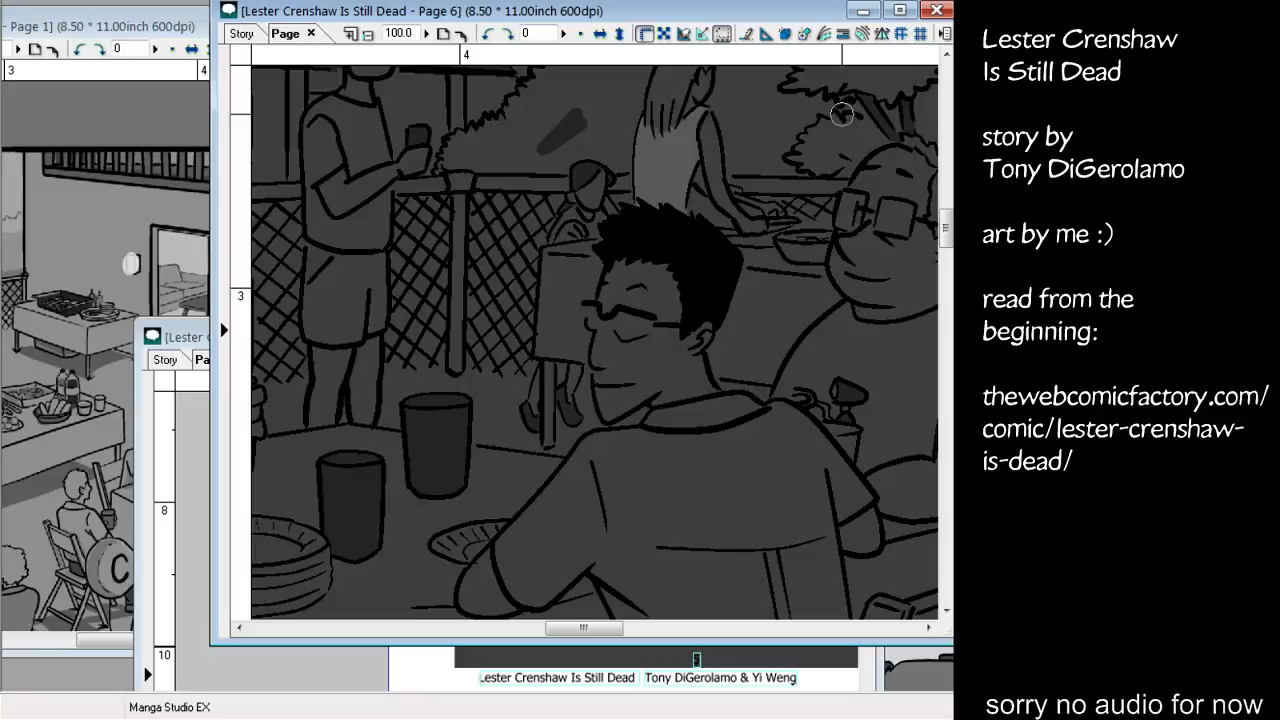 [Lester Crenshaw Is Still Dead - Page 6] (8.50 * 11.00inch 600dpi)
- Page 1] (8.50 * 11.00inch 600dpi)
Story
Page
100.0
0
0
3
4
4
3
[Lester
Story
Pa
8
10
C
Lester Crenshaw Is Still Dead
Tony DiGerolamo & Yi Weng
Manga Studio EX
Lester Crenshaw
Is Still Dead
story by
Tony DiGerolamo
art by me :)
read from the
beginning:
thewebcomicfactory.com/
comic/lester-crenshaw-
is-dead/
sorry no audio for now